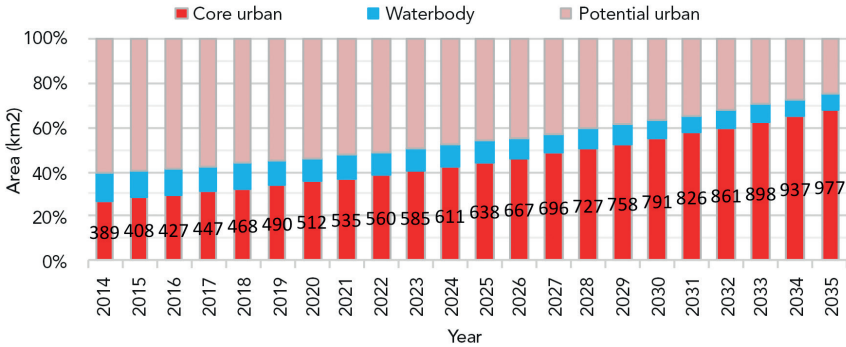 Core urban Waterbody Potential urban
100%
80%
60%
40%
20%
0%
Area (km2)
389 408 427 447 468 490 512 535 560 585 611 638 667 696 727 758 791 826 861 898 937 977
2014 2015 2016 2017 2018 2019 2020 2021 2022 2023 2024 2025 2026 2027 2028 2029 2030 2031 2032 2033 2034 2035
Year